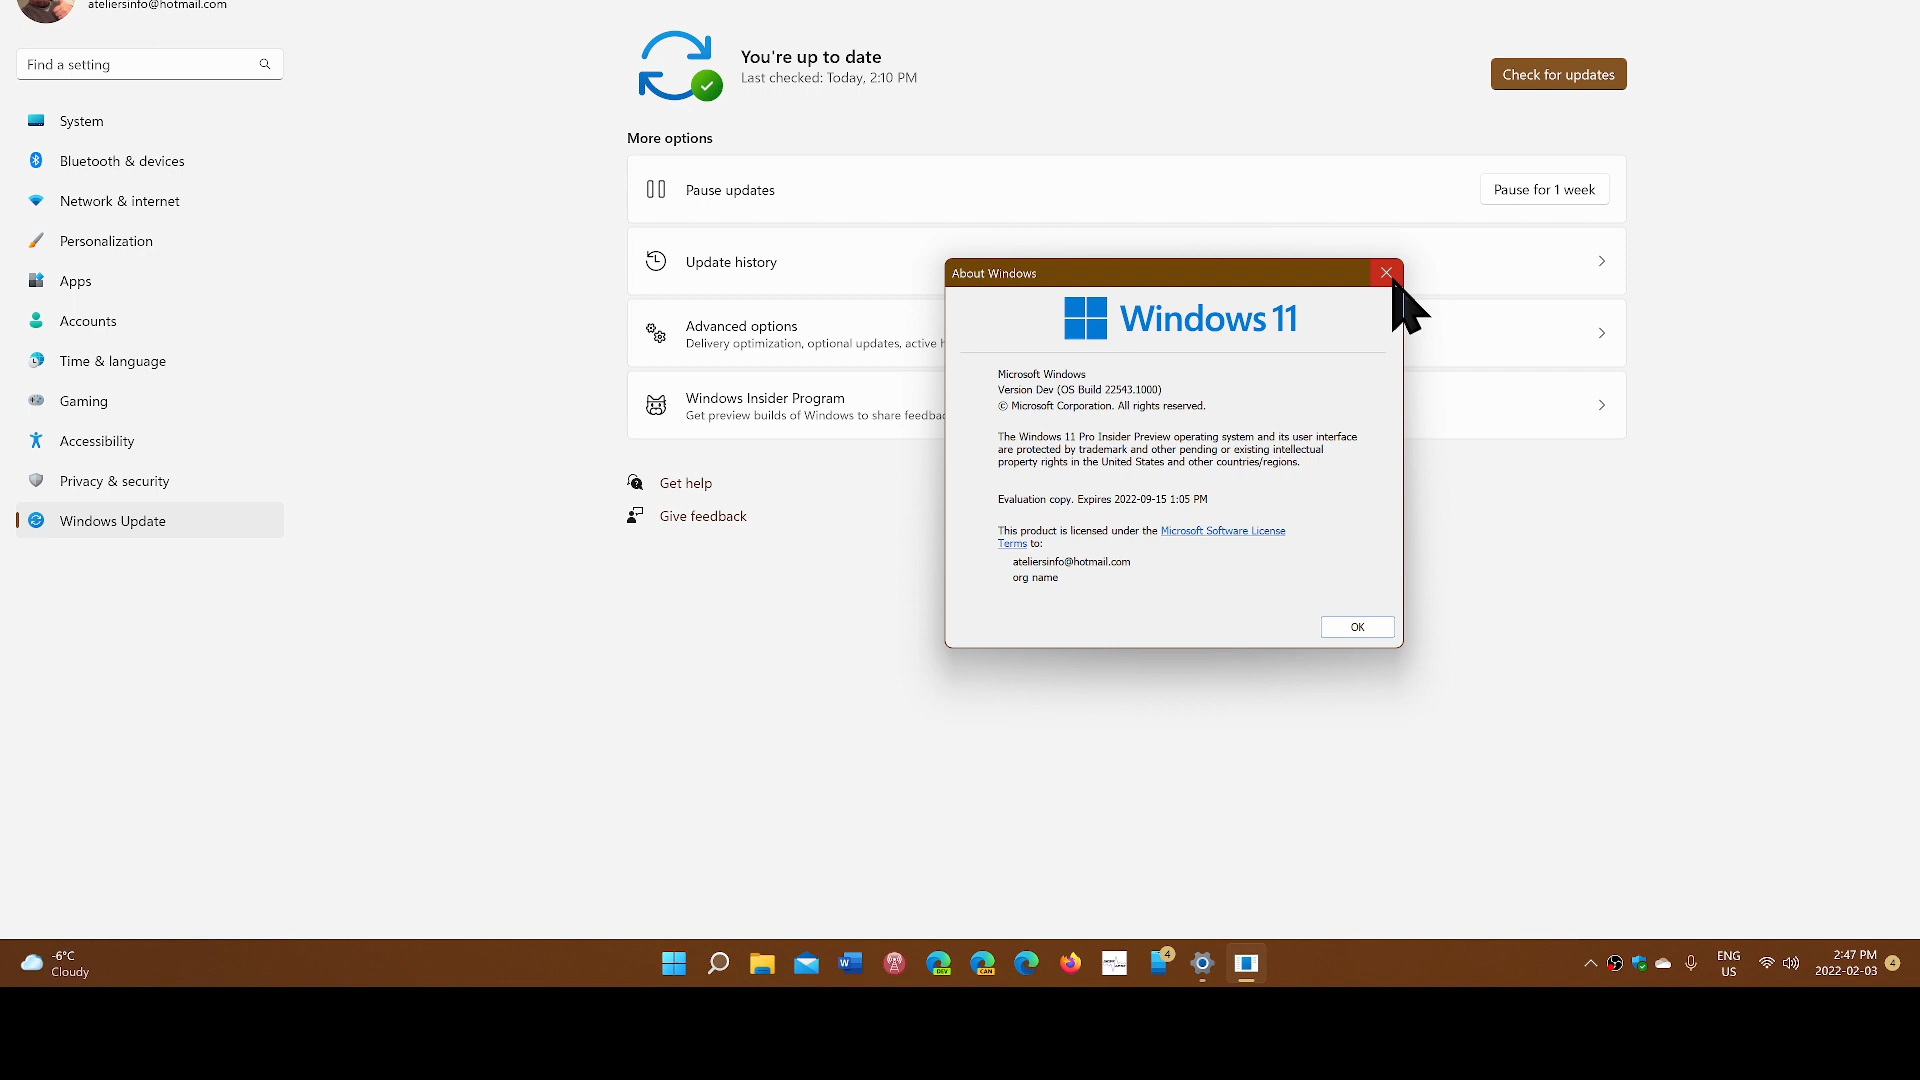 ateliersinfo@hotmail.com
Find a setting
System
Bluetooth & devices
Network & internet
Personalization
Apps
Accounts
Time & language
Gaming
Accessibility
Privacy & security
Windows Update
You're up to date
Last checked: Today, 2:10 PM
Check for updates
More options
Pause updates
Pause for 1 week
Update history
Advanced options
Delivery optimization, optional updates, active
Windows Insider Program
Get preview builds of Windows to share
Get help
Give feedback
About Windows
Windows 11
Microsoft Windows
Version Dev (OS Build 22543.1000)
© Microsoft Corporation. All rights reserved.
The Windows 11 Pro Insider Preview operating system and its user interface
are protected by trademark and other pending or existing intellectual
property rights in the United States and other countries/regions.
Evaluation copy. Expires 2022-09-15 1:05 PM
This product is licensed under the Microsoft Software License
Terms to:
ateliersinfo@hotmail.com
org name
OK
-6°C
Cloudy
W
DEV
CAN
4
ENG
US
2:47 PM
2022-02-03
4